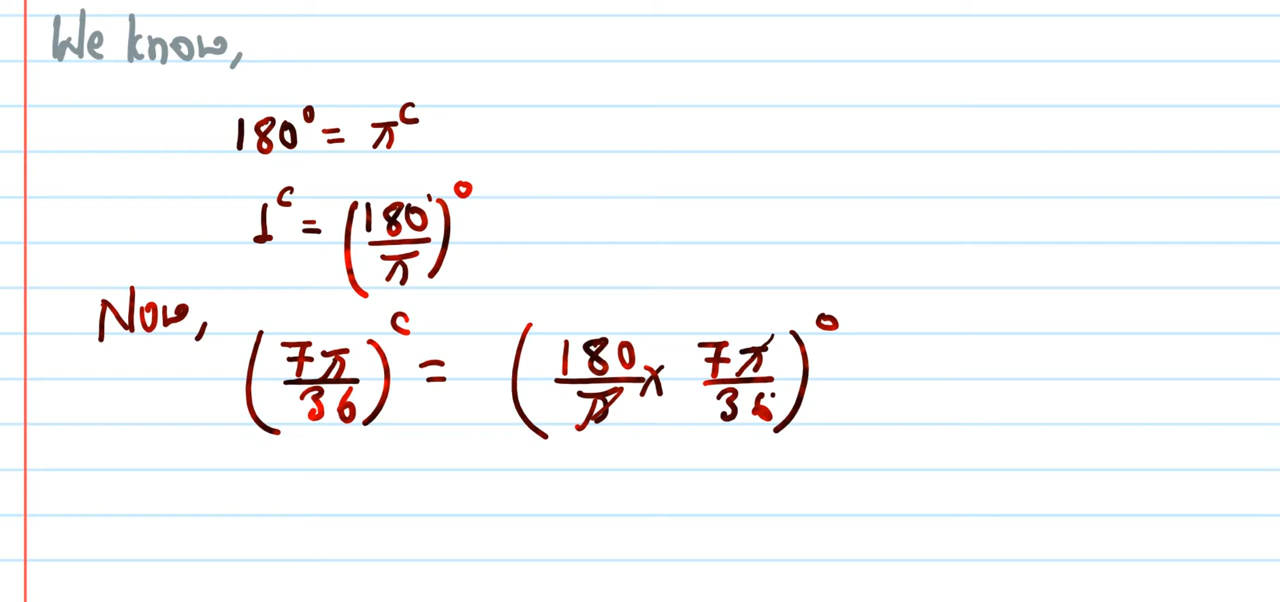 We know,
180° = π^c
1^c = (180/π)°
Now,
(7π/36)^c = (180/π × 7π/36)°